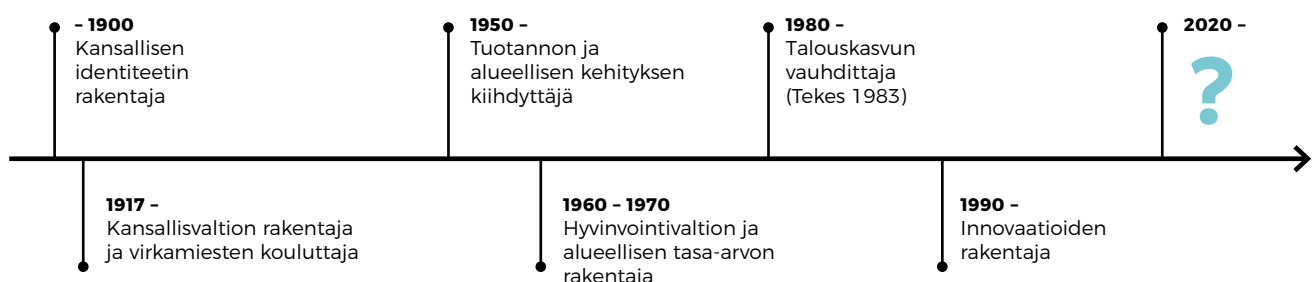 – 1900
Kansallisen
identiteetin
rakentaja
1917 –
Kansallisvaltion rakentaja
ja virkamiesten kouluttaja
1950 –
Tuotannon ja
alueellisen kehityksen
kiihdyttäjä
1960 – 1970
Hyvinvointivaltion ja
alueellisen tasa-arvon
rakentaja
1980 –
Talouskasvun
vauhdittaja
(Tekes 1983)
1990 –
Innovaatioiden
rakentaja
2020 –
?